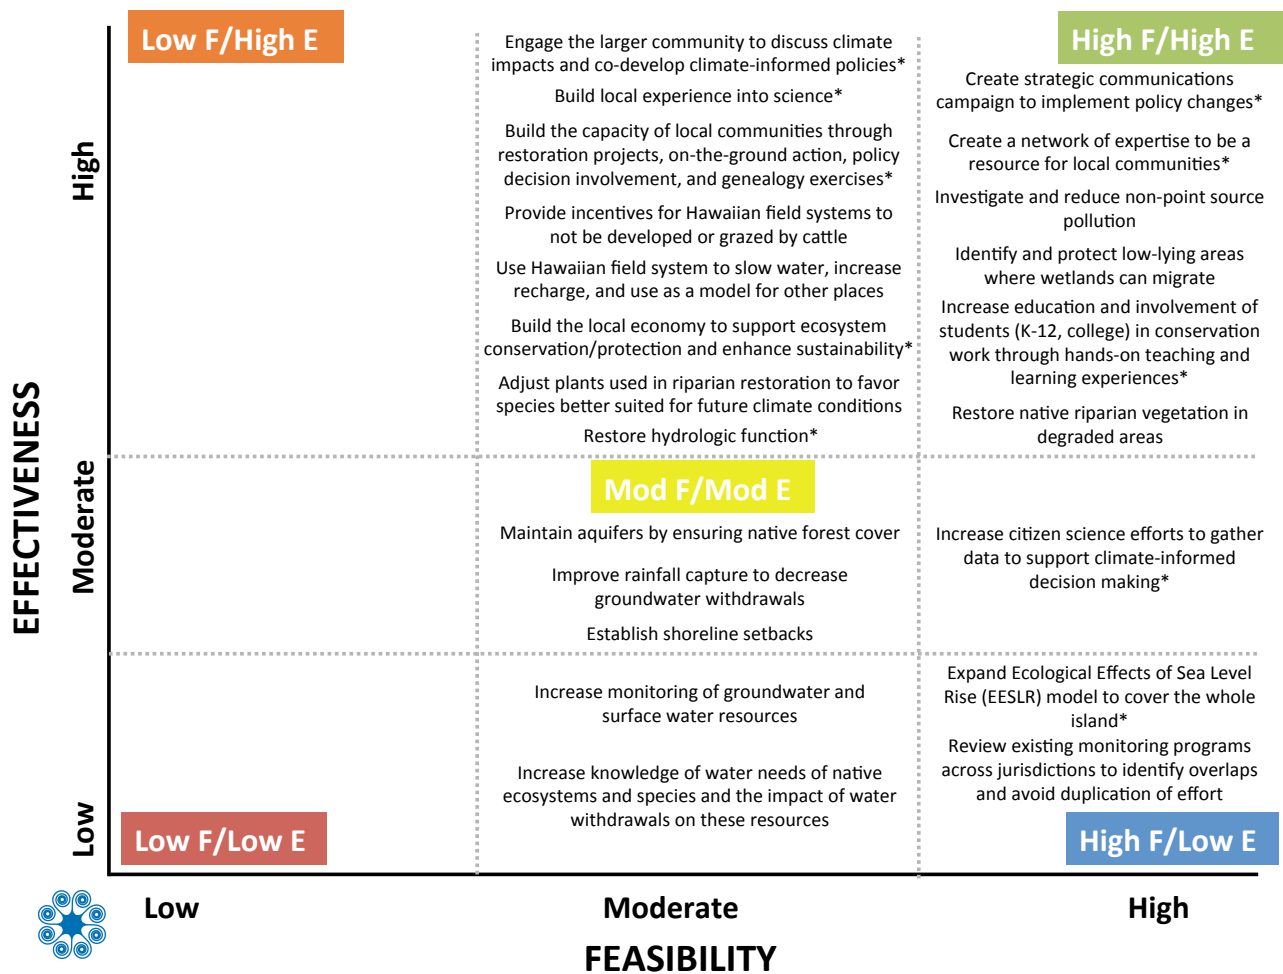 Low F/High E
High F/High E
Engage the larger community to discuss climate
impacts and co-develop climate-informed policies*
Build local experience into science*
Build the capacity of local communities through
restoration projects, on-the-ground action, policy
decision involvement, and genealogy exercises*
Provide incentives for Hawaiian field systems to
not be developed or grazed by cattle
Use Hawaiian field system to slow water, increase
recharge, and use as a model for other places
Build the local economy to support ecosystem
conservation/protection and enhance sustainability*
Adjust plants used in riparian restoration to favor
species better suited for future climate conditions
Restore hydrologic function*
Create strategic communications
campaign to implement policy changes*
Create a network of expertise to be a
resource for local communities*
Investigate and reduce non-point source
pollution
Identify and protect low-lying areas
where wetlands can migrate
Increase education and involvement of
students (K-12, college) in conservation
work through hands-on teaching and
learning experiences*
Restore native riparian vegetation in
degraded areas
Mod F/Mod E
Maintain aquifers by ensuring native forest cover
Improve rainfall capture to decrease
groundwater withdrawals
Establish shoreline setbacks
Increase citizen science efforts to gather
data to support climate-informed
decision making*
Increase monitoring of groundwater and
surface water resources
Increase knowledge of water needs of native
ecosystems and species and the impact of water
withdrawals on these resources
Expand Ecological Effects of Sea Level
Rise (EESLR) model to cover the whole
island*
Review existing monitoring programs
across jurisdictions to identify overlaps
and avoid duplication of effort
Low F/Low E
High F/Low E
EFFECTIVENESS
High
Moderate
Low
Low
Moderate
High
FEASIBILITY